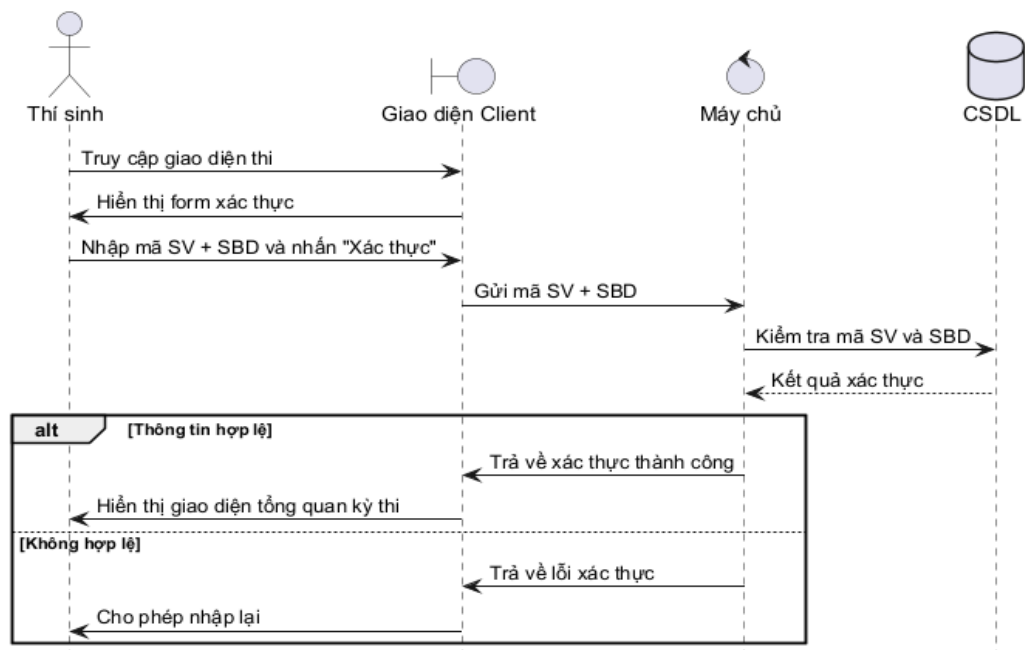 Thí sinh
Giao diện Client
Máy chủ
CSDL
Truy cập giao diện thi
Hiển thị form xác thực
Nhập mã SV + SBD và nhấn "Xác thực"
Gửi mã SV + SBD
Kiểm tra mã SV và SBD
Kết quả xác thực
alt [Thông tin hợp lệ]
Trả về xác thực thành công
Hiển thị giao diện tổng quan kỳ thi
[Không hợp lệ]
Trả về lỗi xác thực
Cho phép nhập lại